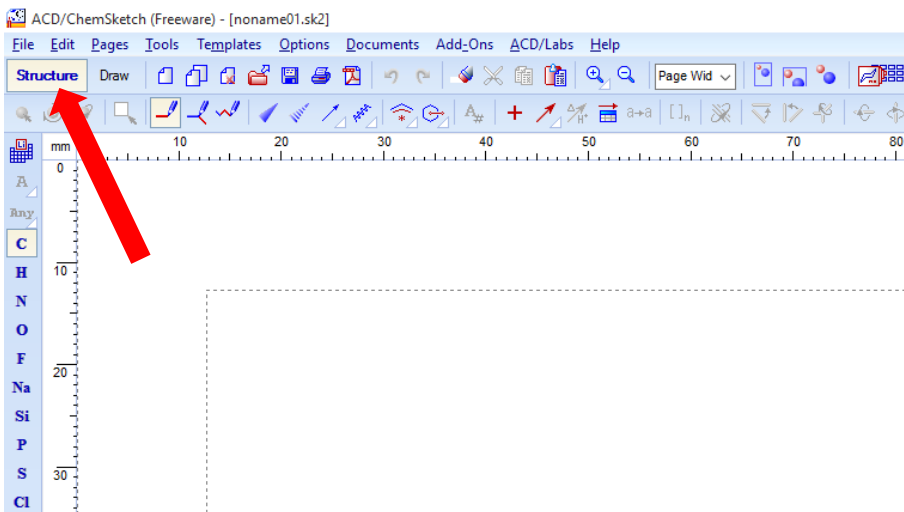 ACD/ChemSketch (Freeware) - [noname01.sk2]
File Edit Pages Tools Templates Options Documents Add-Ons ACD/Labs Help
Structure Draw Page Wid
A# H+ a→a []n
Li mm 10 20 30 40 50 60 70 80
0
A
Any
C
H 10
N
O
F
20
Na
Si
P
S 30
Cl